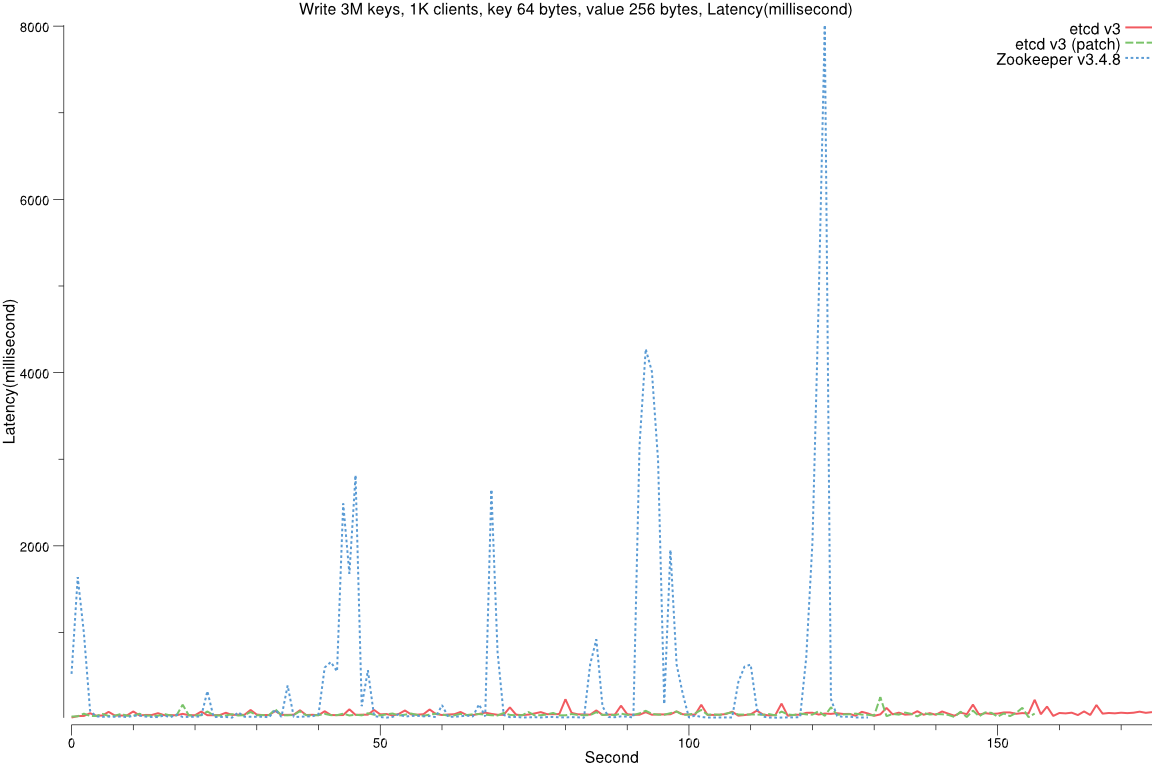 Write 3M keys, 1K clients, key 64 bytes, value 256 bytes, Latency(millisecond)
etcd v3
etcd v3 (patch)
Zookeeper v3.4.8
8000
6000
4000
2000
Latency(millisecond)
0
50
100
150
Second